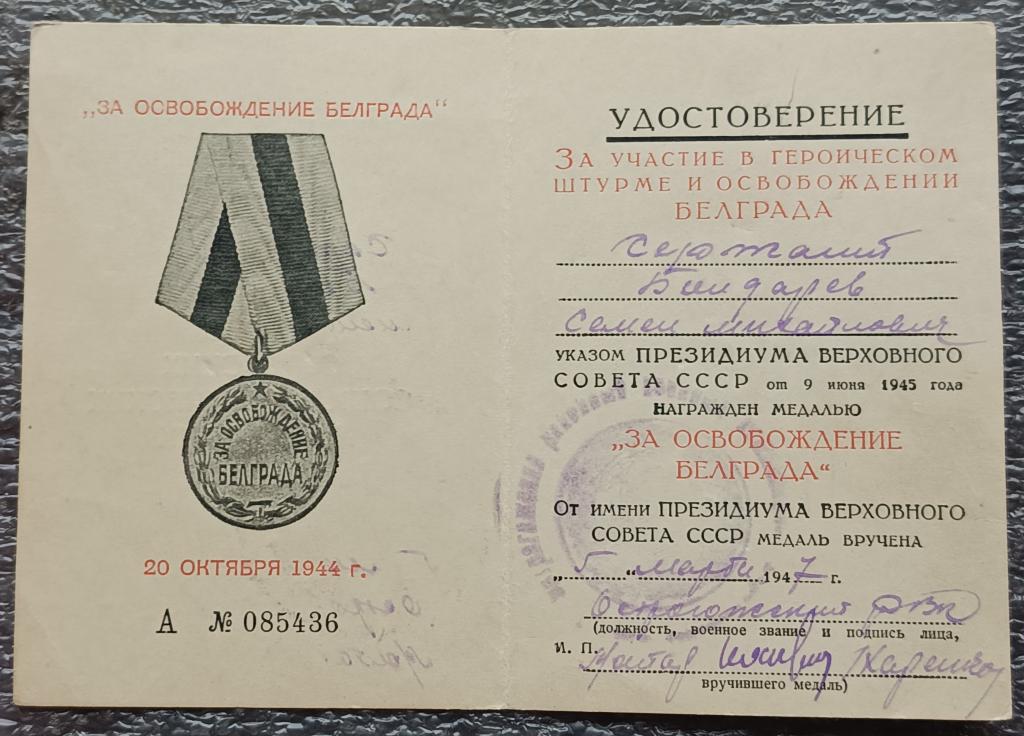 „ЗА ОСВОБОЖДЕНИЕ БЕЛГРАДА“
ЗА ОСВОБОЖДЕНИЕ
БЕЛГРАДА
20 ОКТЯБРЯ 1944 г.
А № 085436
УДОСТОВЕРЕНИЕ
ЗА УЧАСТИЕ В ГЕРОИЧЕСКОМ
ШТУРМЕ И ОСВОБОЖДЕНИИ
БЕЛГРАДА
Сержант
Бондарев
Семен Михайлович
УКАЗОМ ПРЕЗИДИУМА ВЕРХОВНОГО
СОВЕТА СССР от 9 июня 1945 года
НАГРАЖДЕН МЕДАЛЬЮ
„ЗА ОСВОБОЖДЕНИЕ
БЕЛГРАДА“
От имени ПРЕЗИДИУМА ВЕРХОВНОГО
СОВЕТА СССР МЕДАЛЬ ВРУЧЕНА
„5“ марта 1947 г.
Острогожский РВК
(должность, военное звание и подпись лица,
И. П.
вручившего медаль)